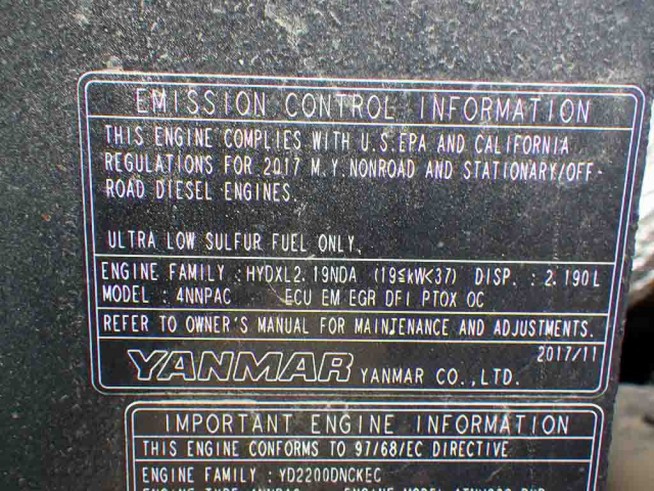 EMISSION CONTROL INFORMATION
THIS ENGINE COMPLIES WITH U.S.EPA AND CALIFORNIA
REGULATIONS FOR 2017 M.Y. NONROAD AND STATIONARY/OFF-
ROAD DIESEL ENGINES.
ULTRA LOW SULFUR FUEL ONLY.
ENGINE FAMILY : HYDXL2.19NDA (19≤kW<37) DISP. : 2.190L
MODEL : 4NNPAC ECU EM EGR DFI PTOX OC
REFER TO OWNER'S MANUAL FOR MAINTENANCE AND ADJUSTMENTS.
2017/11
YANMAR YANMAR CO.,LTD.
IMPORTANT ENGINE INFORMATION
THIS ENGINE CONFORMS TO 97/68/EC DIRECTIVE
ENGINE FAMILY : YD2200DNCKEC